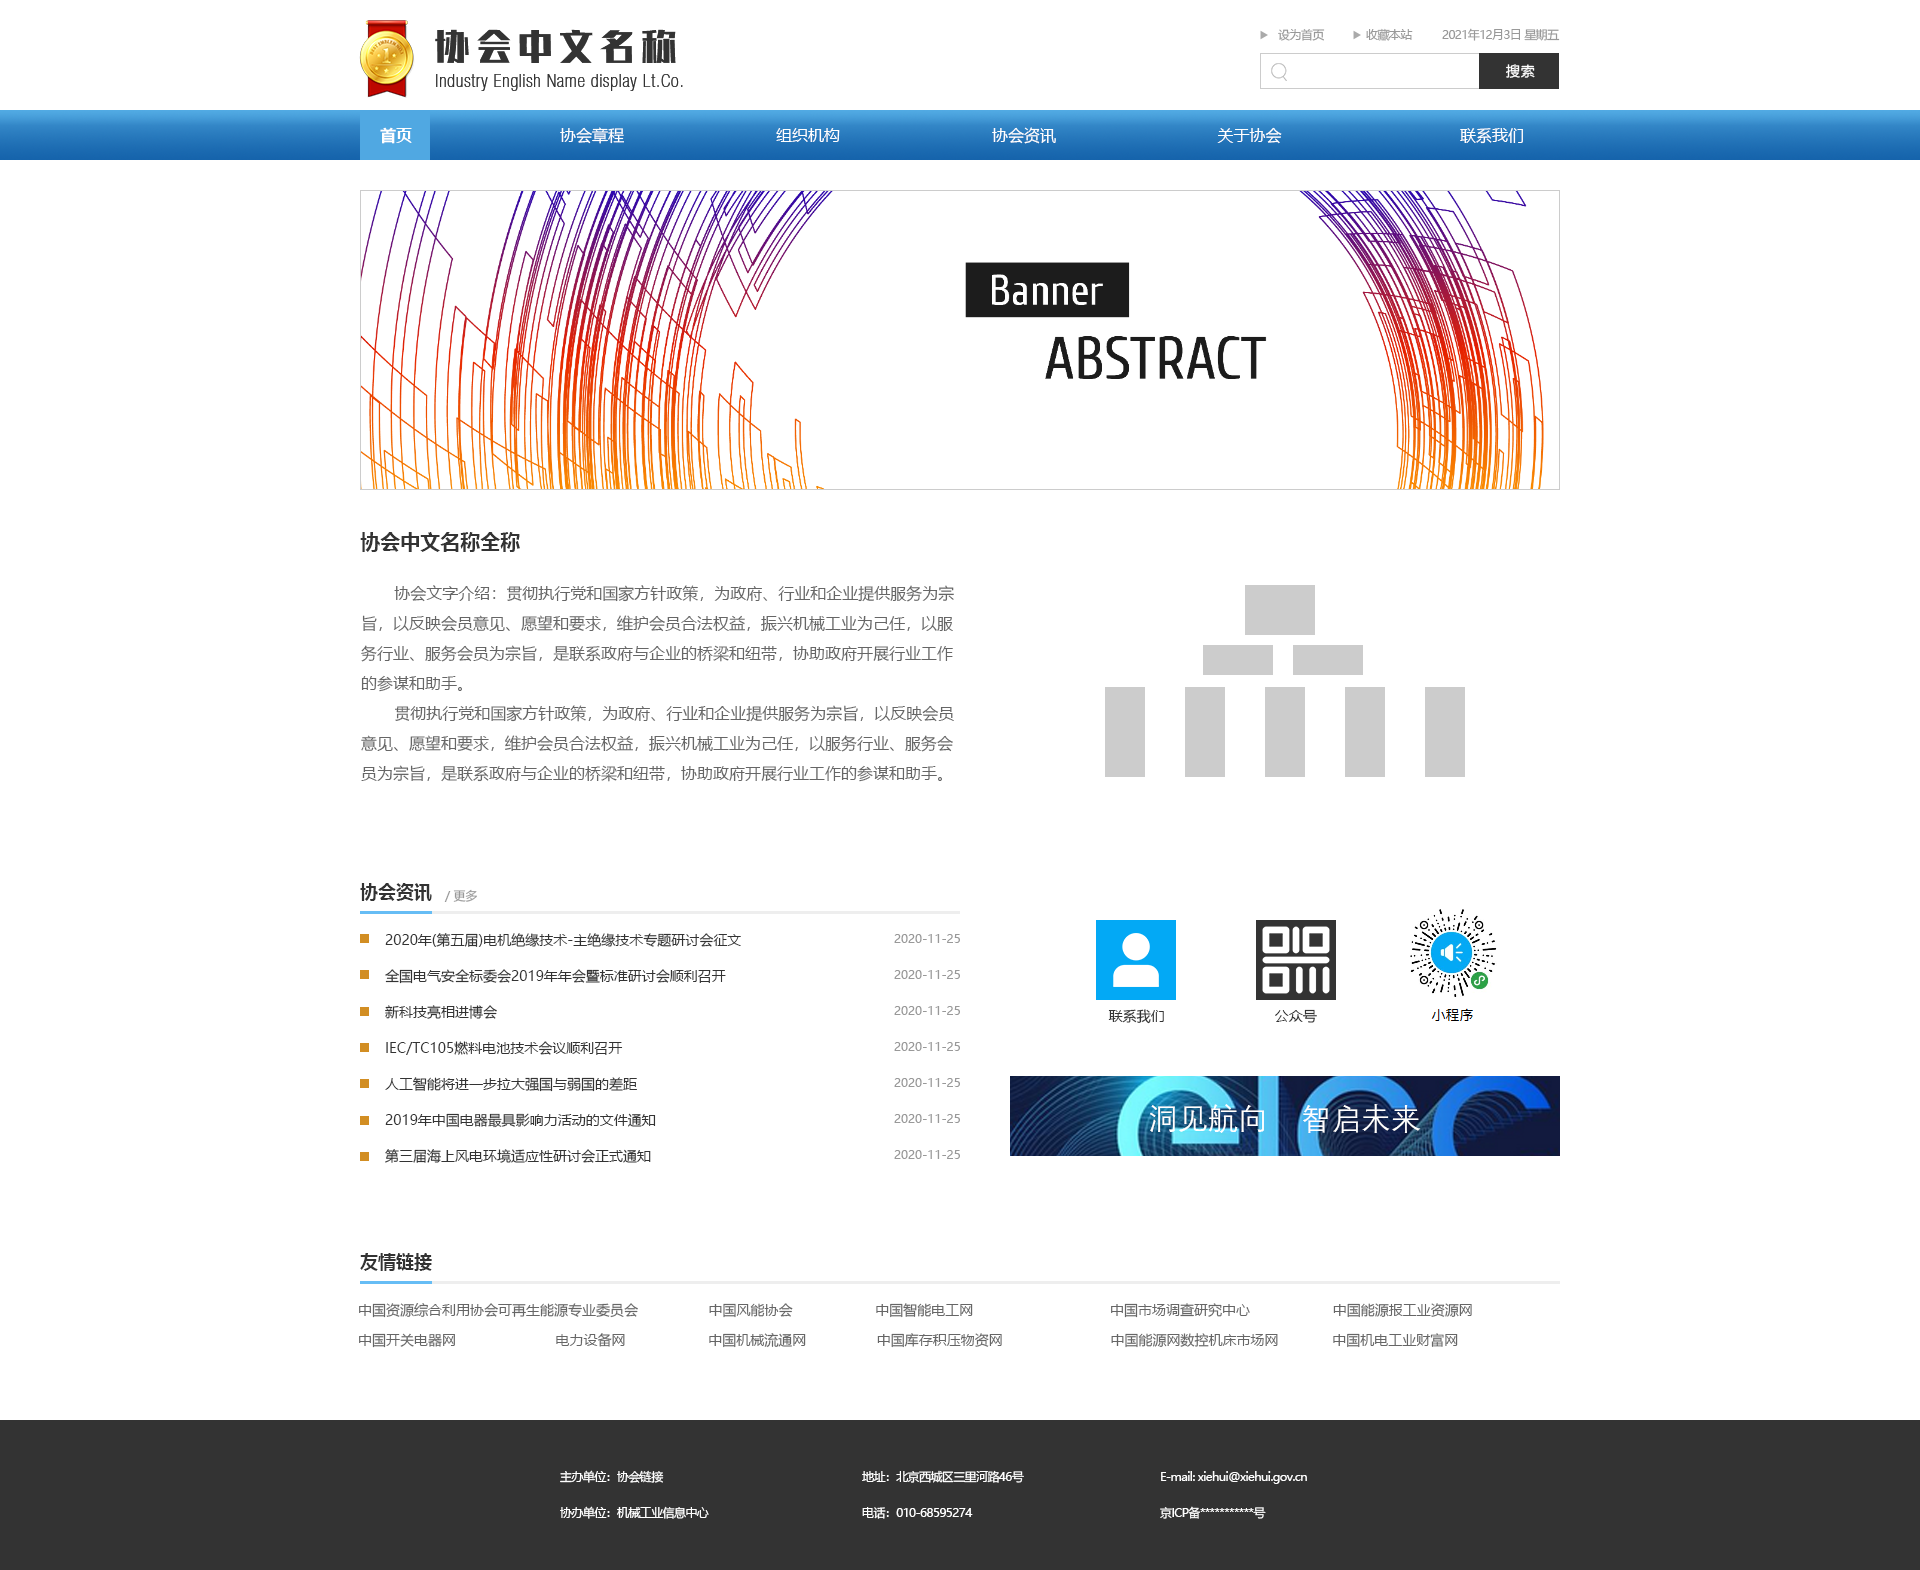 协会中文名称
Industry English Name display Lt.Co.
设为首页 收藏本站 2021年12月3日 星期五
搜索
首页 协会章程 组织机构 协会资讯 关于协会 联系我们
Banner
ABSTRACT
协会中文名称全称
协会文字介绍：贯彻执行党和国家方针政策，为政府、行业和企业提供服务为宗
旨，以反映会员意见、愿望和要求，维护会员合法权益，振兴机械工业为己任，以服
务行业、服务会员为宗旨，是联系政府与企业的桥梁和纽带，协助政府开展行业工作
的参谋和助手。
贯彻执行党和国家方针政策，为政府、行业和企业提供服务为宗旨，以反映会员
意见、愿望和要求，维护会员合法权益，振兴机械工业为己任，以服务行业、服务会
员为宗旨，是联系政府与企业的桥梁和纽带，协助政府开展行业工作的参谋和助手。
协会资讯 / 更多
2020年(第五届)电机绝缘技术-主绝缘技术专题研讨会征文 2020-11-25
全国电气安全标委会2019年年会暨标准研讨会顺利召开 2020-11-25
新科技亮相进博会 2020-11-25
IEC/TC105燃料电池技术会议顺利召开 2020-11-25
人工智能将进一步拉大强国与弱国的差距 2020-11-25
2019年中国电器最具影响力活动的文件通知 2020-11-25
第三届海上风电环境适应性研讨会正式通知 2020-11-25
联系我们 公众号 小程序
洞见航向 智启未来
友情链接
中国资源综合利用协会可再生能源专业委员会 中国风能协会 中国智能电工网 中国市场调查研究中心 中国能源报工业资源网
中国开关电器网 电力设备网 中国机械流通网 中国库存积压物资网 中国能源网数控机床市场网 中国机电工业财富网
主办单位：协会链接 地址：北京西城区三里河路46号 E-mail: xiehui@xiehui.gov.cn
协办单位：机械工业信息中心 电话：010-68595274 京ICP备***********号